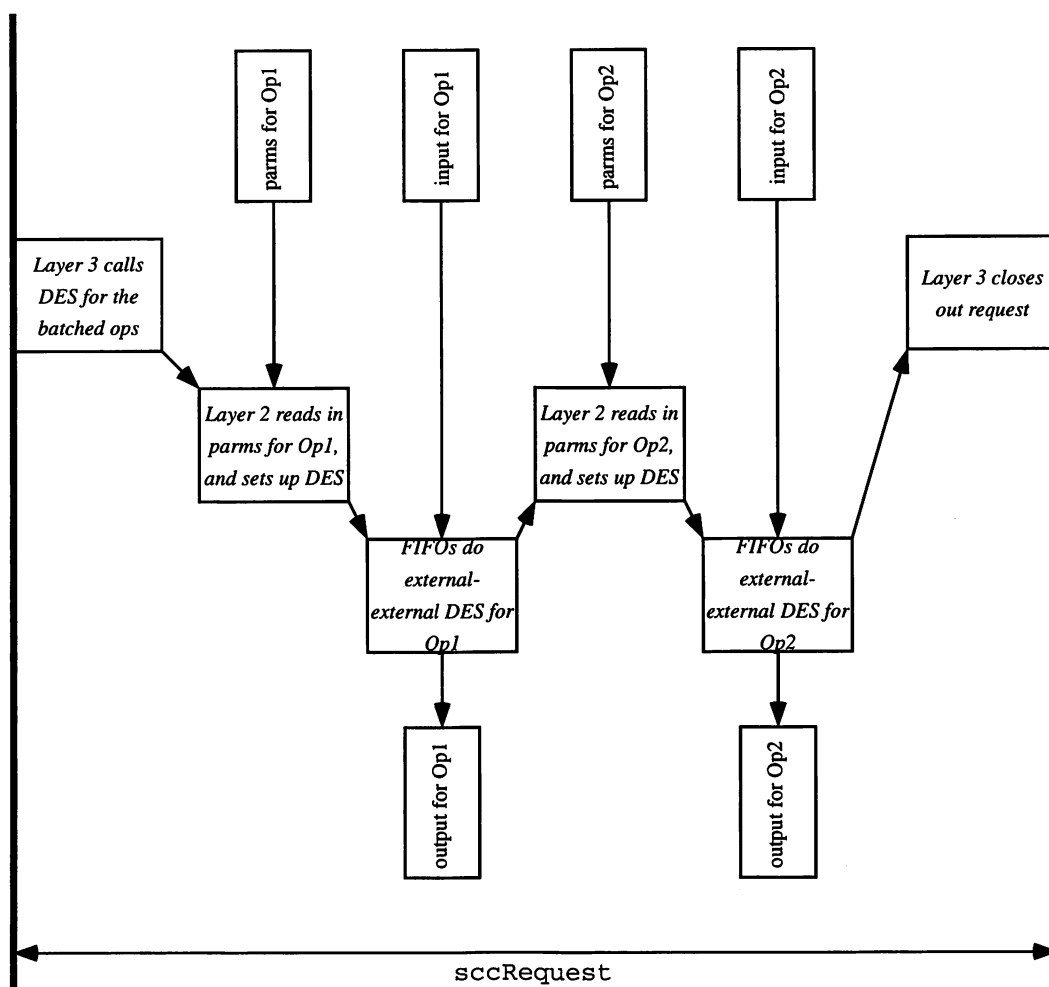 parms for Op1
input for Op1
parms for Op2
input for Op2
Layer 3 calls
DES for the
batched ops
Layer 3 closes
out request
Layer 2 reads in
parms for Op1,
and sets up DES
Layer 2 reads in
parms for Op2,
and sets up DES
FIFOs do
external-
external DES for
Op1
FIFOs do
external-
external DES for
Op2
output for Op1
output for Op2
sccRequest